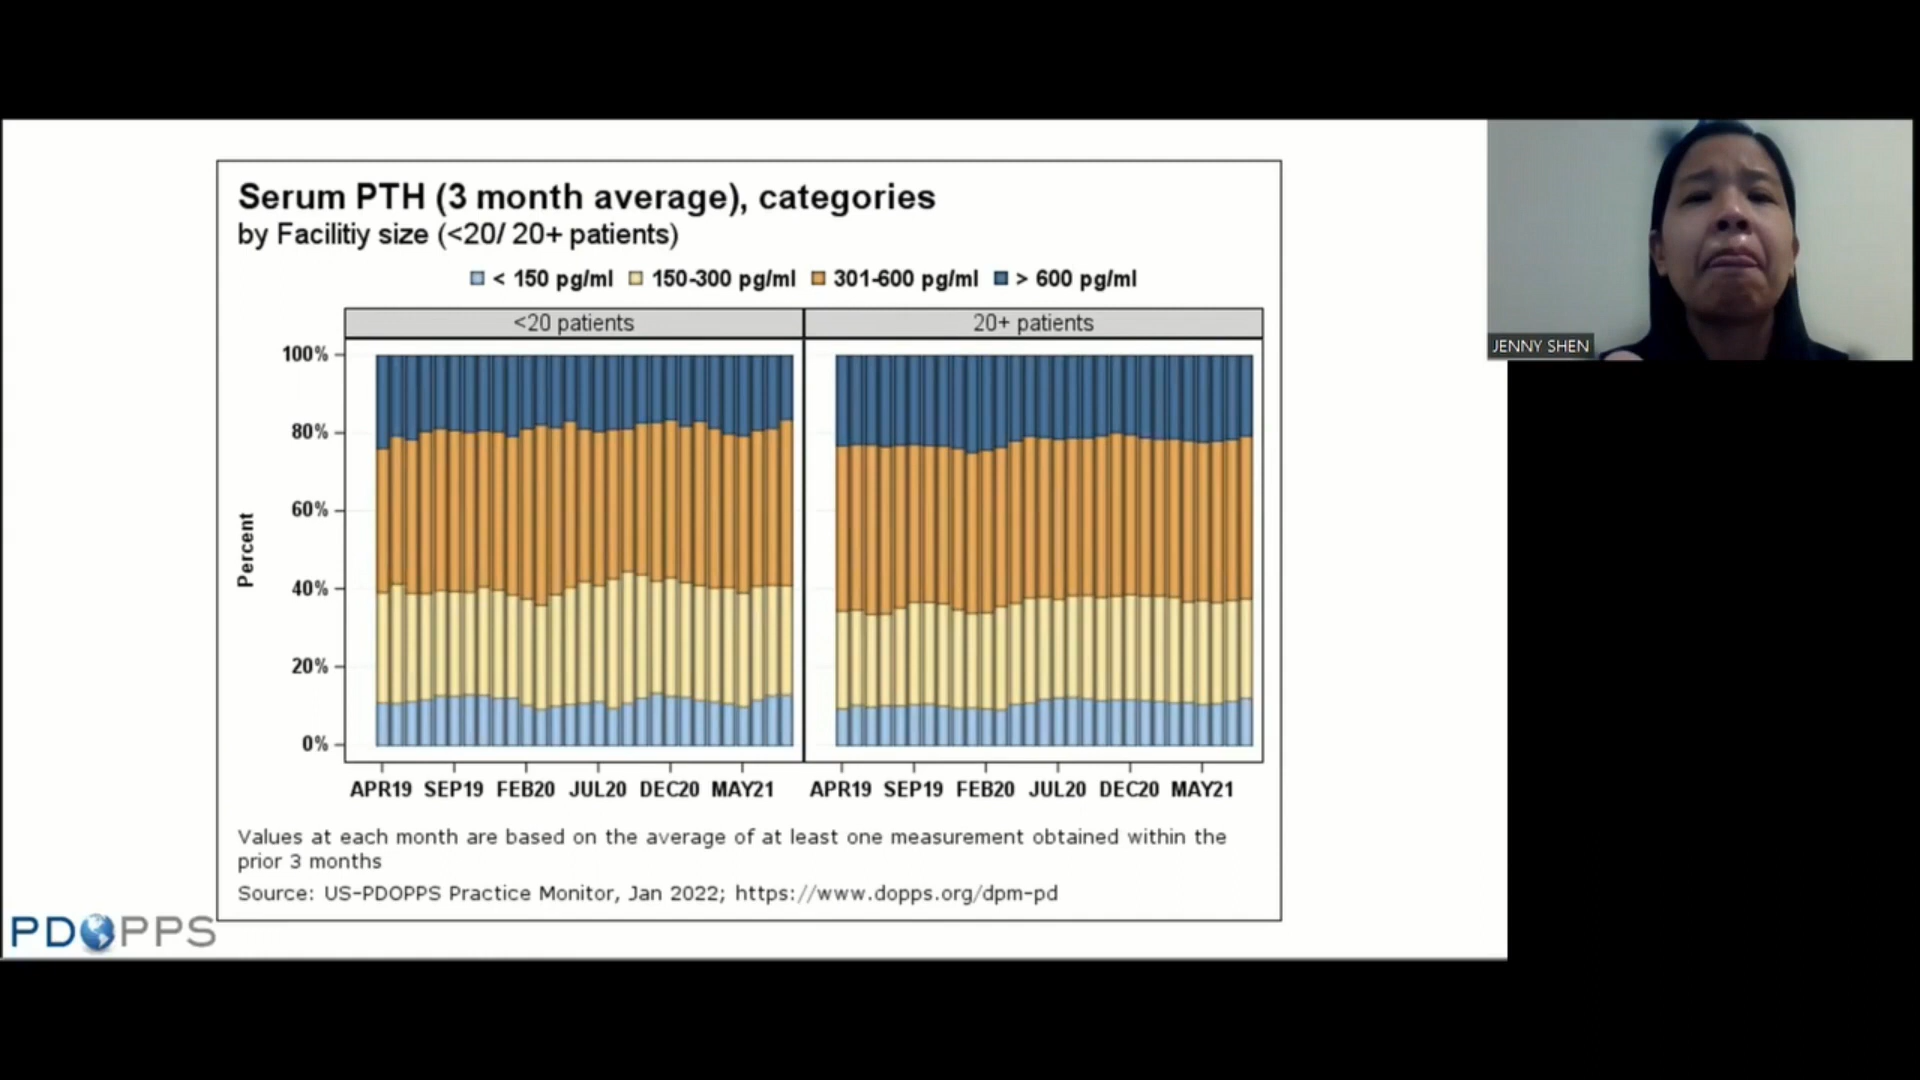 Serum PTH (3 month average), categories
by Facilitiy size (<20/ 20+ patients)
< 150 pg/ml 150-300 pg/ml 301-600 pg/ml > 600 pg/ml
<20 patients 20+ patients
100%
80%
60%
40%
20%
0%
Percent
APR19 SEP19 FEB20 JUL20 DEC20 MAY21 APR19 SEP19 FEB20 JUL20 DEC20 MAY21
Values at each month are based on the average of at least one measurement obtained within the
prior 3 months
Source: US-PDOPPS Practice Monitor, Jan 2022; https://www.dopps.org/dpm-pd
PDOPPS
JENNY SHEN